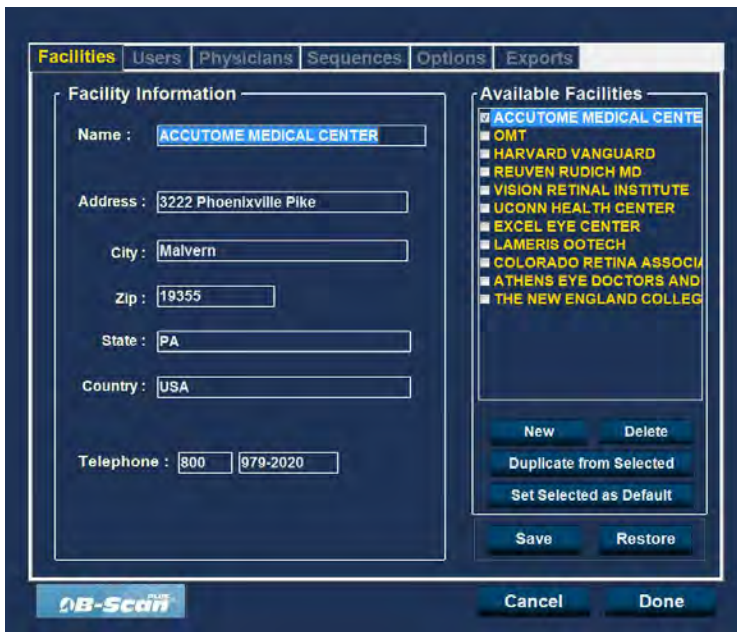 Facilities Users Physicians Sequences Options Exports
Facility Information
Name : ACCUTOME MEDICAL CENTER
Address : 3222 Phoenixville Pike
City : Malvern
Zip : 19355
State : PA
Country : USA
Telephone : 800 979-2020
Available Facilities
ACCUTOME MEDICAL CENTE
OMT
HARVARD VANGUARD
REUVEN RUDICH MD
VISION RETINAL INSTITUTE
UCONN HEALTH CENTER
EXCEL EYE CENTER
LAMERIS OOTECH
COLORADO RETINA ASSOCIA
ATHENS EYE DOCTORS AND
THE NEW ENGLAND COLLEG
New Delete
Duplicate from Selected
Set Selected as Default
Save Restore
B-Scan PLUS
Cancel Done